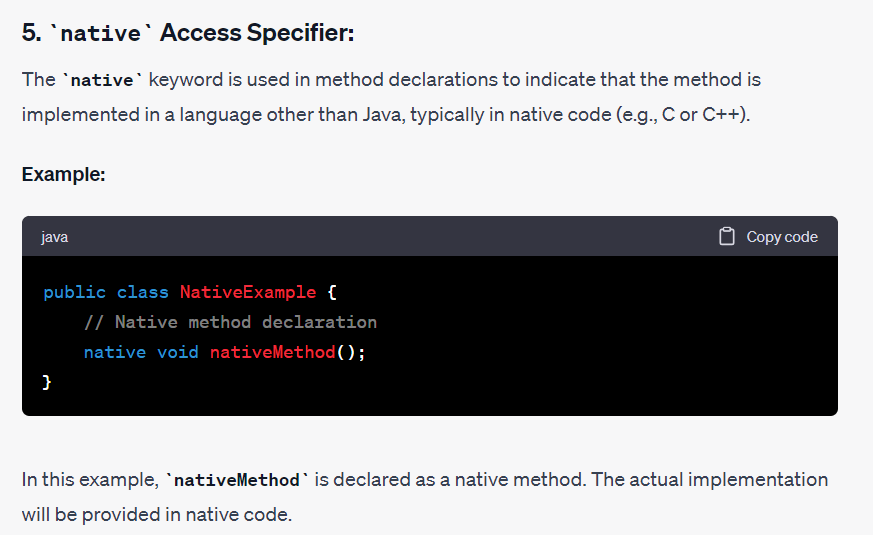 5. `native` Access Specifier:
The `native` keyword is used in method declarations to indicate that the method is
implemented in a language other than Java, typically in native code (e.g., C or C++).
Example:
java Copy code
public class NativeExample {
    // Native method declaration
    native void nativeMethod();
}
In this example, `nativeMethod` is declared as a native method. The actual implementation
will be provided in native code.